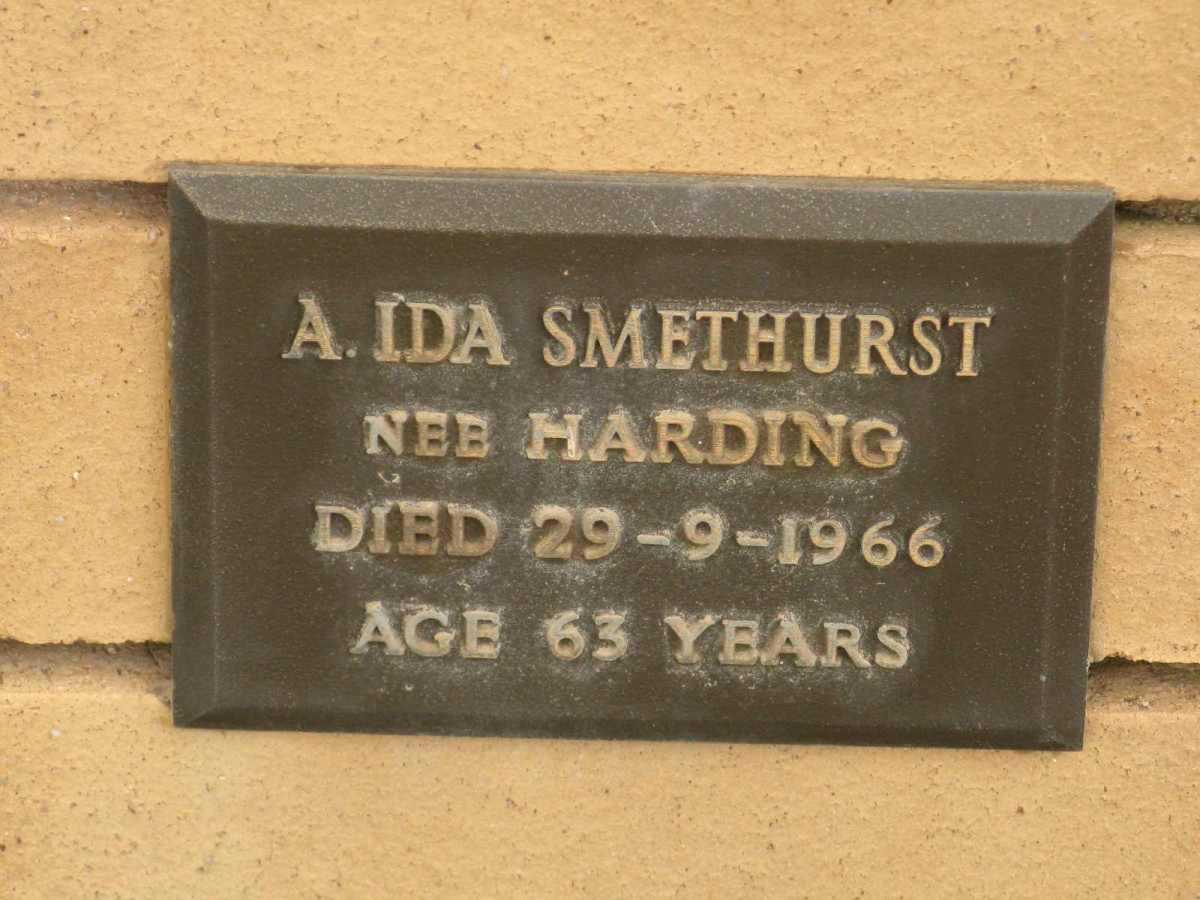 A. IDA SMETHURST
NEE HARDING
DIED 29-9-1966
AGE 63 YEARS